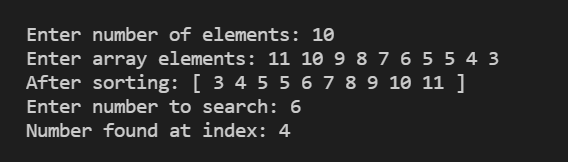 Enter number of elements: 10
Enter array elements: 11 10 9 8 7 6 5 5 4 3
After sorting: [ 3 4 5 5 6 7 8 9 10 11 ]
Enter number to search: 6
Number found at index: 4